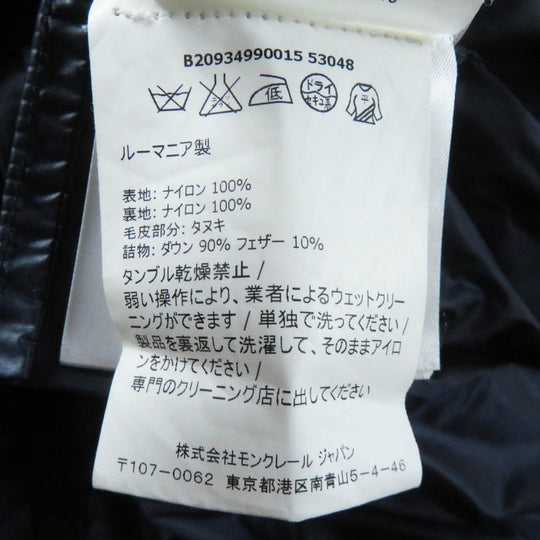 B20934990015 53048
低 ドライ セキユ系 平
ルーマニア製
表地: ナイロン 100%
裏地: ナイロン 100%
毛皮部分: タヌキ
詰物: ダウン 90% フェザー 10%
タンブル乾燥禁止 /
弱い操作により、業者によるウェットクリー
ニングができます / 単独で洗ってください /
製品を裏返して洗濯して、そのままアイロ
ンをかけてください /
専門のクリーニング店に出してください
株式会社モンクレール ジャパン
〒107-0062 東京都港区南青山5-4-46